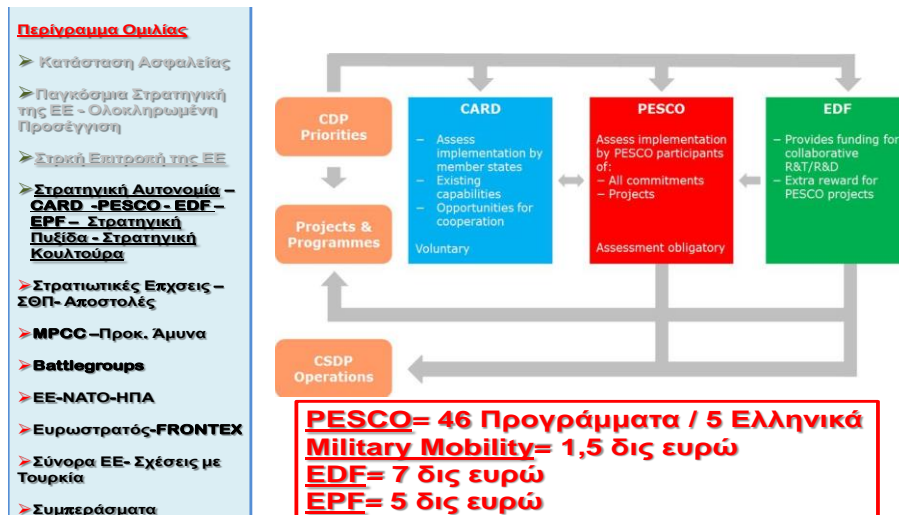 Περίγραμμα Ομιλίας
➢ Κατάσταση Ασφαλείας
➢Παγκόσμια Στρατηγική
της ΕΕ - Ολοκληρωμένη
Προσέγγιση
➢Στρκή Επιτροπή της ΕΕ
➢Στρατηγική Αυτονομία –
CARD -PESCO - EDF –
EPF – Στρατηγική
Πυξίδα - Στρατηγική
Κουλτούρα
➢Στρατιωτικές Επχσεις –
ΣΘΠ- Αποστολές
➢MPCC –Προκ. Άμυνα
➢Battlegroups
➢ΕΕ-ΝΑΤΟ-ΗΠΑ
➢Ευρωστρατός-FRONTEX
➢Σύνορα ΕΕ- Σχέσεις με
Τουρκία
➢Συμπεράσματα
CDP
Priorities
Projects &
Programmes
CSDP
Operations
CARD
– Assess
implementation by
member states
– Existing
capabilities
– Opportunities for
cooperation
Voluntary
PESCO
Assess implementation
by PESCO participants
of:
– All commitments
– Projects
Assessment obligatory
EDF
– Provides funding for
collaborative
R&T/R&D
– Extra reward for
PESCO projects
PESCO= 46 Προγράμματα / 5 Ελληνικά
Military Mobility= 1,5 δις ευρώ
EDF= 7 δις ευρώ
EPF= 5 δις ευρώ